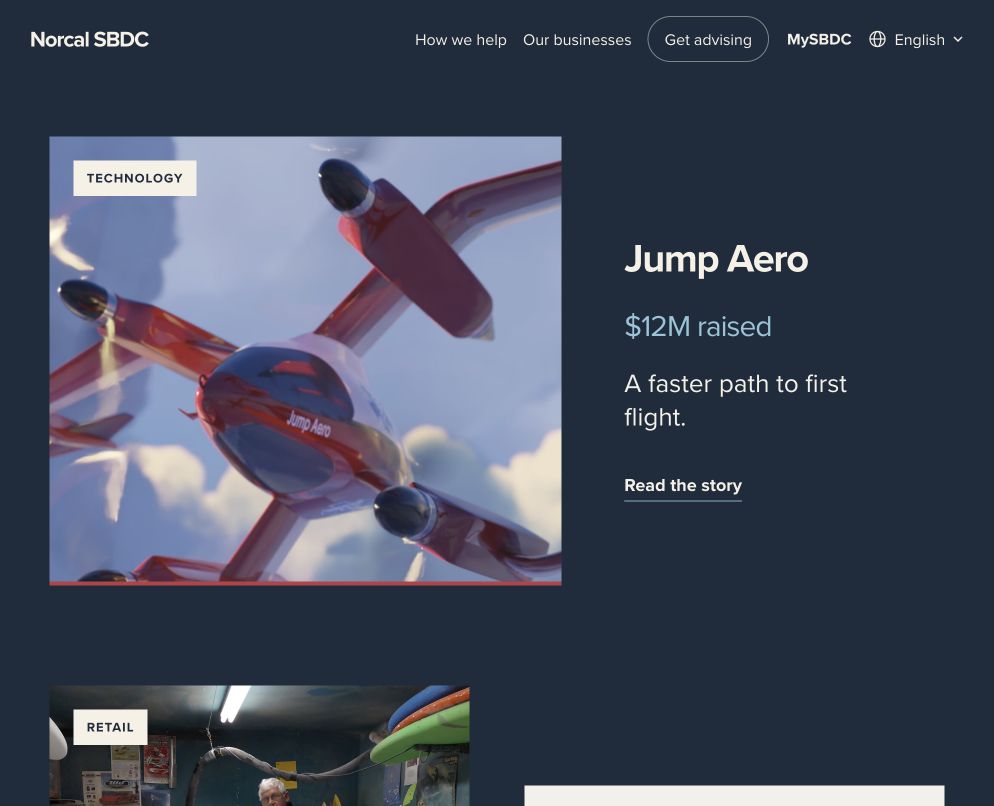 Norcal SBDC
How we help
Our businesses
Get advising
MySBDC
English
TECHNOLOGY
Jump Aero
Jump Aero
$12M raised
A faster path to first
flight.
Read the story
RETAIL